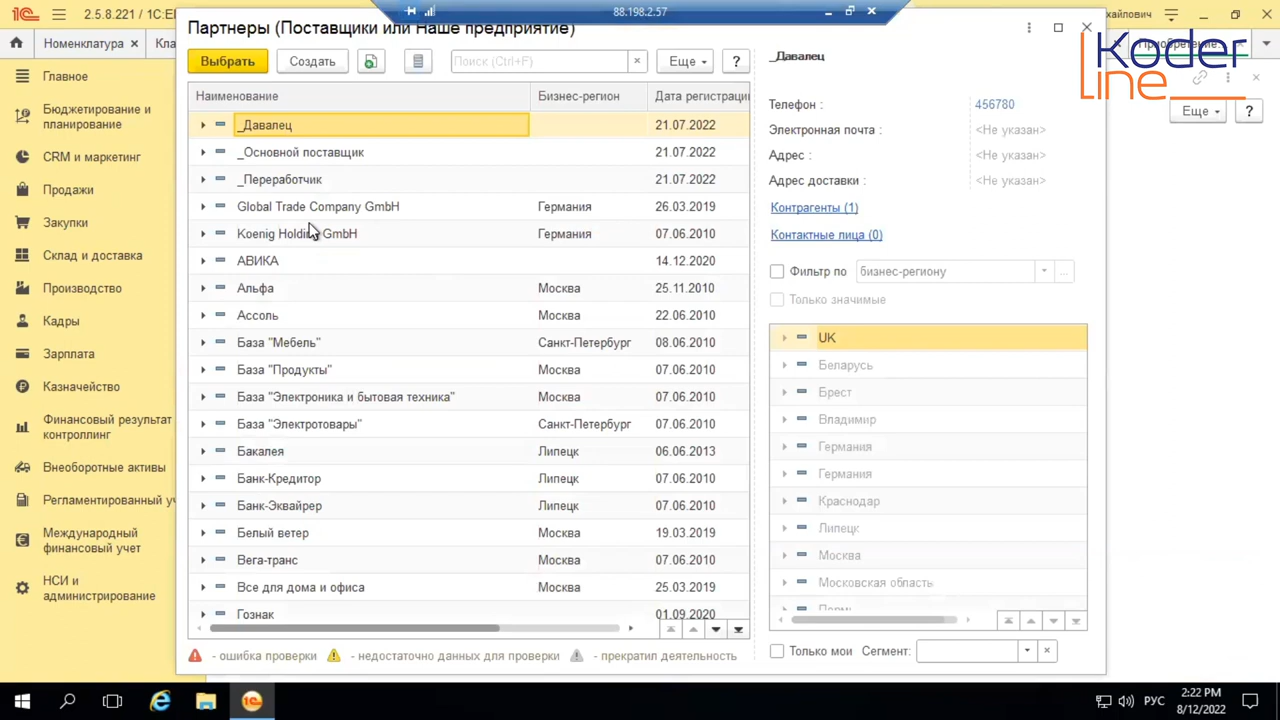 88.198.2.57
2.5.8.221 / 1С:ЕР
хайлович
Номенклатура
Кла
Приобретение
Партнеры (Поставщики или Наше предприятие)
Koder
line
Выбрать
Создать
Поиск (Ctrl+F)
Еще
?
Еще
?
Главное
Бюджетирование и
планирование
CRM и маркетинг
Продажи
Закупки
Склад и доставка
Производство
Кадры
Зарплата
Казначейство
Финансовый результат
контроллинг
Внеоборотные активы
Регламентированный уч
Международный
финансовый учет
НСИ и
администрирование
Наименование Бизнес-регион Дата регистрации
_Давалец 21.07.2022
_Основной поставщик 21.07.2022
_Переработчик 21.07.2022
Global Trade Company GmbH Германия 26.03.2019
Koenig Holding GmbH Германия 07.06.2010
АВИКА 14.12.2020
Альфа Москва 25.11.2010
Ассоль Москва 22.06.2010
База "Мебель" Санкт-Петербург 08.06.2010
База "Продукты" Москва 07.06.2010
База "Электроника и бытовая техника" Москва 07.06.2010
База "Электротовары" Санкт-Петербург 07.06.2010
Бакалея Липецк 06.06.2013
Банк-Кредитор Липецк 07.06.2010
Банк-Эквайрер Липецк 07.06.2010
Белый ветер Москва 19.03.2019
Вега-транс Москва 07.06.2010
Все для дома и офиса Москва 25.03.2019
Гознак 01.09.2020
- ошибка проверки - недостаточно данных для проверки - прекратил деятельность
_Давалец
Телефон : 456780
Электронная почта : <Не указан>
Адрес : <Не указан>
Адрес доставки : <Не указан>
Контрагенты (1)
Контактные лица (0)
Фильтр по бизнес-региону
Только значимые
UK
Беларусь
Брест
Владимир
Германия
Германия
Краснодар
Липецк
Москва
Московская область
Пермь
Только мои Сегмент:
РУС
2:22 PM
8/12/2022